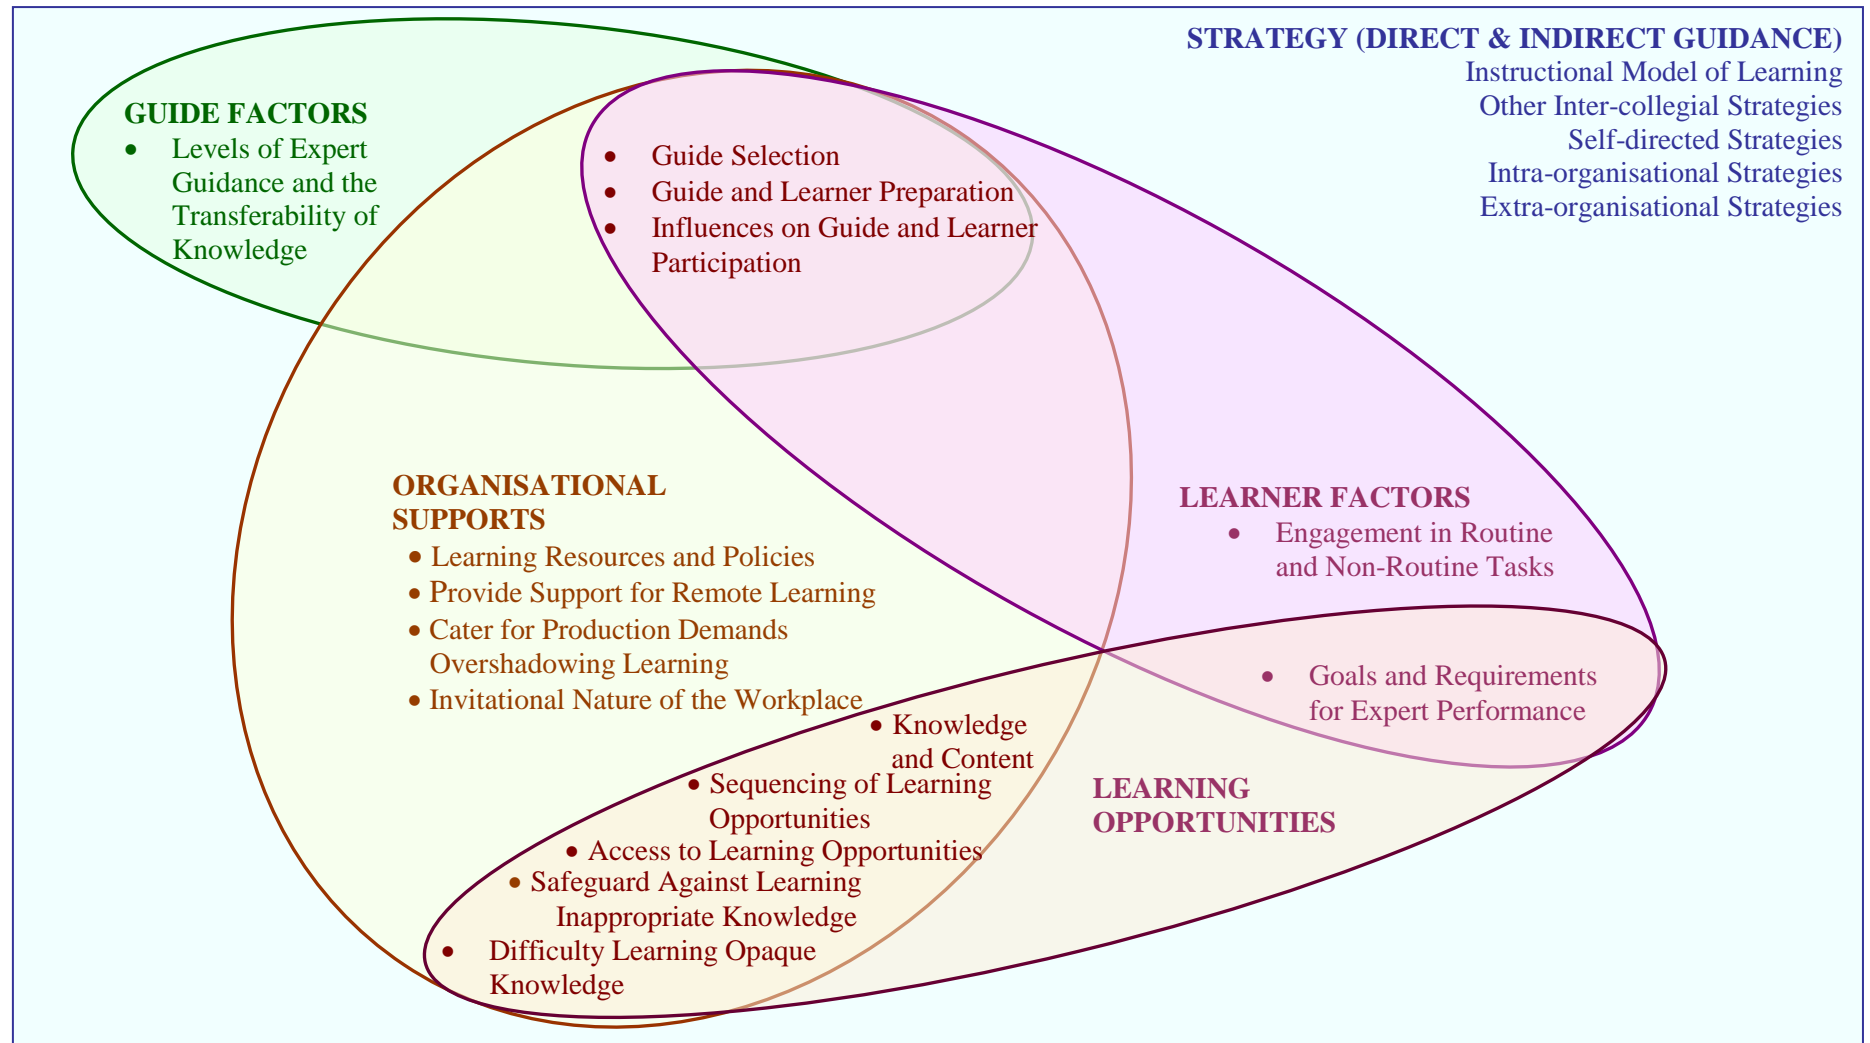 STRATEGY (DIRECT & INDIRECT GUIDANCE)
Instructional Model of Learning
Other Inter-collegial Strategies
Self-directed Strategies
Intra-organisational Strategies
Extra-organisational Strategies
GUIDE FACTORS
• Levels of Expert
Guidance and the
Transferability of
Knowledge
• Guide Selection
• Guide and Learner Preparation
• Influences on Guide and Learner
Participation
ORGANISATIONAL
SUPPORTS
• Learning Resources and Policies
• Provide Support for Remote Learning
• Cater for Production Demands
Overshadowing Learning
• Invitational Nature of the Workplace
LEARNER FACTORS
• Engagement in Routine
and Non-Routine Tasks
• Goals and Requirements
for Expert Performance
• Knowledge
and Content
• Sequencing of Learning
Opportunities
• Access to Learning Opportunities
• Safeguard Against Learning
Inappropriate Knowledge
• Difficulty Learning Opaque
Knowledge
LEARNING
OPPORTUNITIES